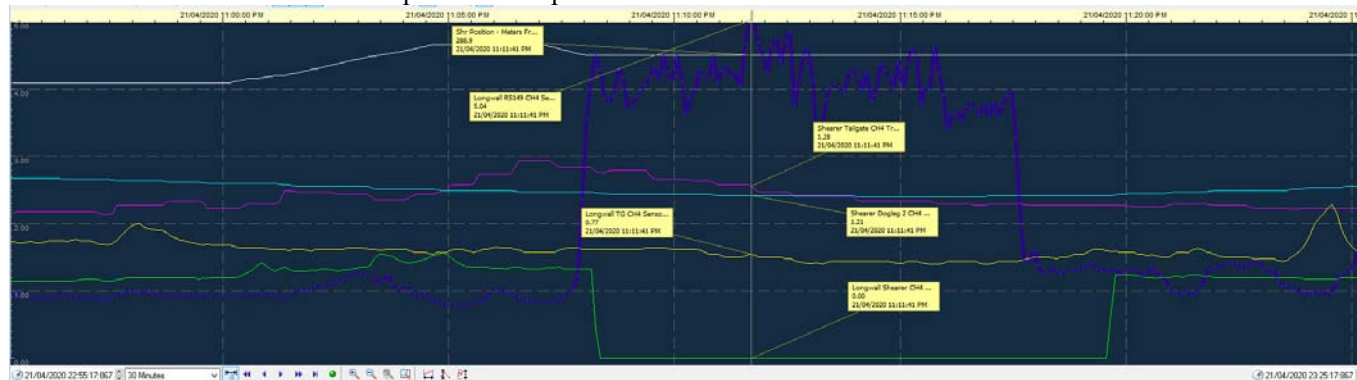 21/04/2020 11:00:00 PM
21/04/2020 11:05:00 PM
21/04/2020 11:10:00 PM
21/04/2020 11:15:00 PM
21/04/2020 11:20:00 PM
21/04/2020 1
5.00
Shr Position - Meters Fr...
288.9
21/04/2020 11:11:41 PM
4.00
Longwall RS149 CH4 Se...
5.04
21/04/2020 11:11:41 PM
Shearer Tailgate CH4 Tr...
1.28
21/04/2020 11:11:41 PM
3.00
Longwall TG CH4 Senso...
0.77
21/04/2020 11:11:41 PM
Shearer Dogleg 2 CH4 ...
1.21
21/04/2020 11:11:41 PM
2.00
Longwall Shearer CH4 ...
0.00
21/04/2020 11:11:41 PM
1.00
0.00
21/04/2020 22:55:17:867
30 Minutes
21/04/2020 23:25:17:867